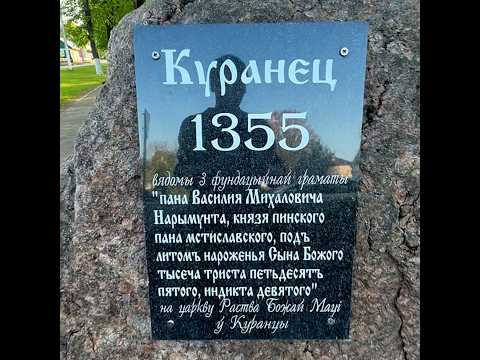 Куранец
1355
вядомы з фундацыйнай граматы
"пана Василия Михаловича
Нарымунта, князя пинского
пана мстиславского, подъ
литомъ нароженья Сына Божого
тысеча триста петьдесятъ
пятого, индикта девятого"
на царкву Раства Божай Маці
ў Куранцы